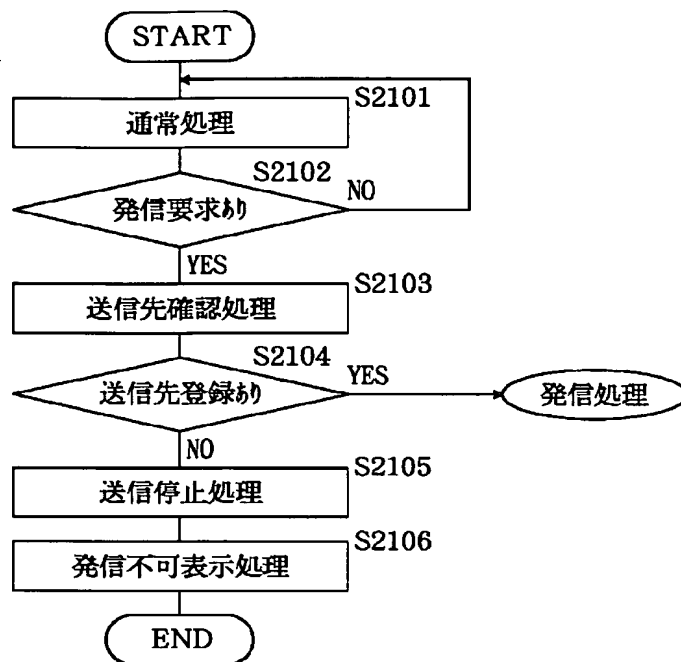 START
S2101
通常処理
S2102
発信要求あり
NO
YES
S2103
送信先確認処理
S2104
送信先登録あり
YES
発信処理
NO
S2105
送信停止処理
S2106
発信不可表示処理
END